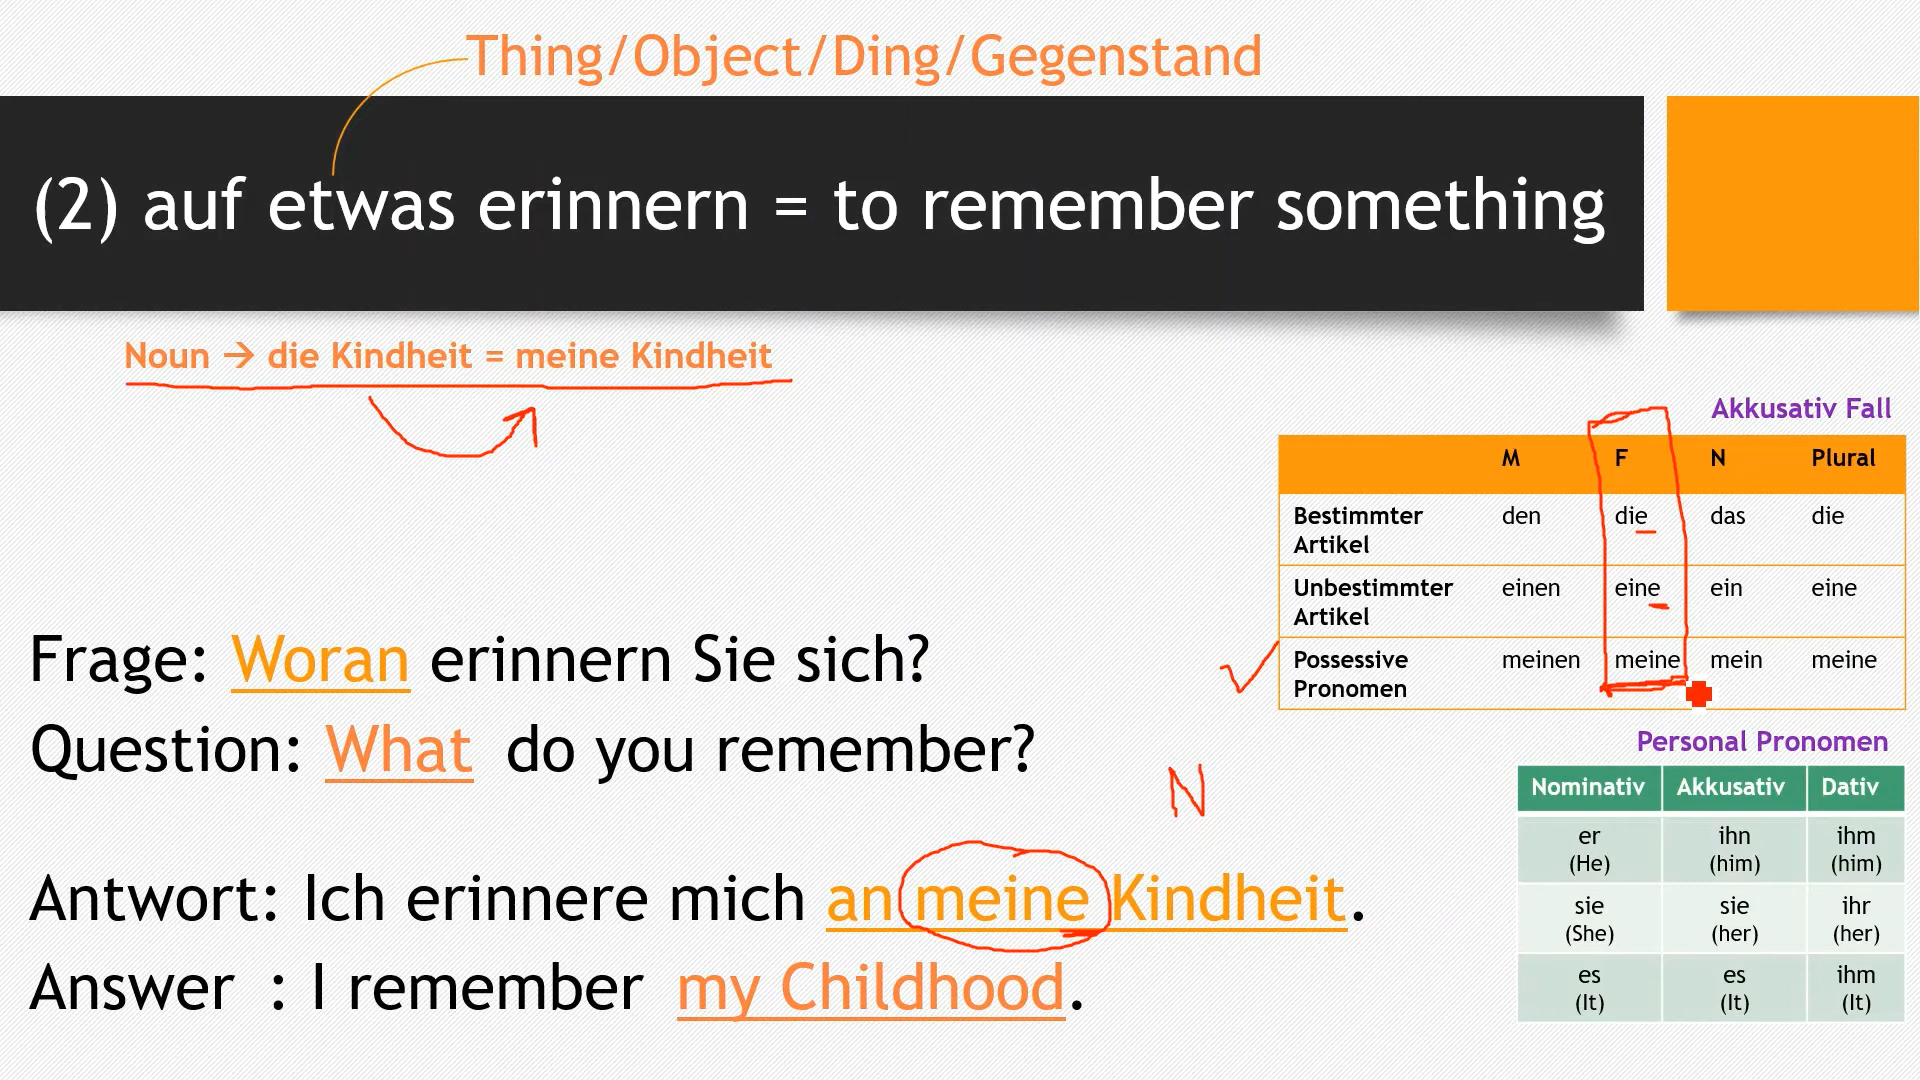 Thing/Object/Ding/Gegenstand
(2) auf etwas erinnern = to remember something
Noun → die Kindheit = meine Kindheit
Akkusativ Fall
M F N Plural
Bestimmter Artikel den die das die
Unbestimmter Artikel einen eine ein eine
Possessive Pronomen meinen meine mein meine
Frage: Woran erinnern Sie sich?
Question: What do you remember?
N
Antwort: Ich erinnere mich an meine Kindheit.
Answer : I remember my Childhood.
Personal Pronomen
Nominativ Akkusativ Dativ
er ihn ihm
(He) (him) (him)
sie sie ihr
(She) (her) (her)
es es ihm
(It) (It) (It)